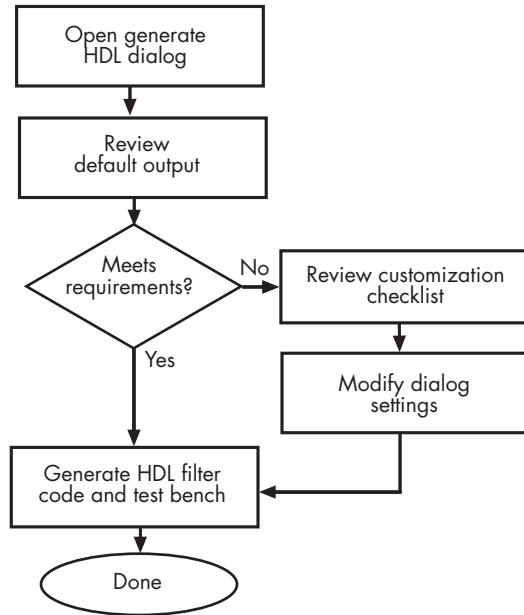 Open generate
HDL dialog
Review
default output
Meets
requirements?
No
Review customization
checklist
Yes
Modify dialog
settings
Generate HDL filter
code and test bench
Done